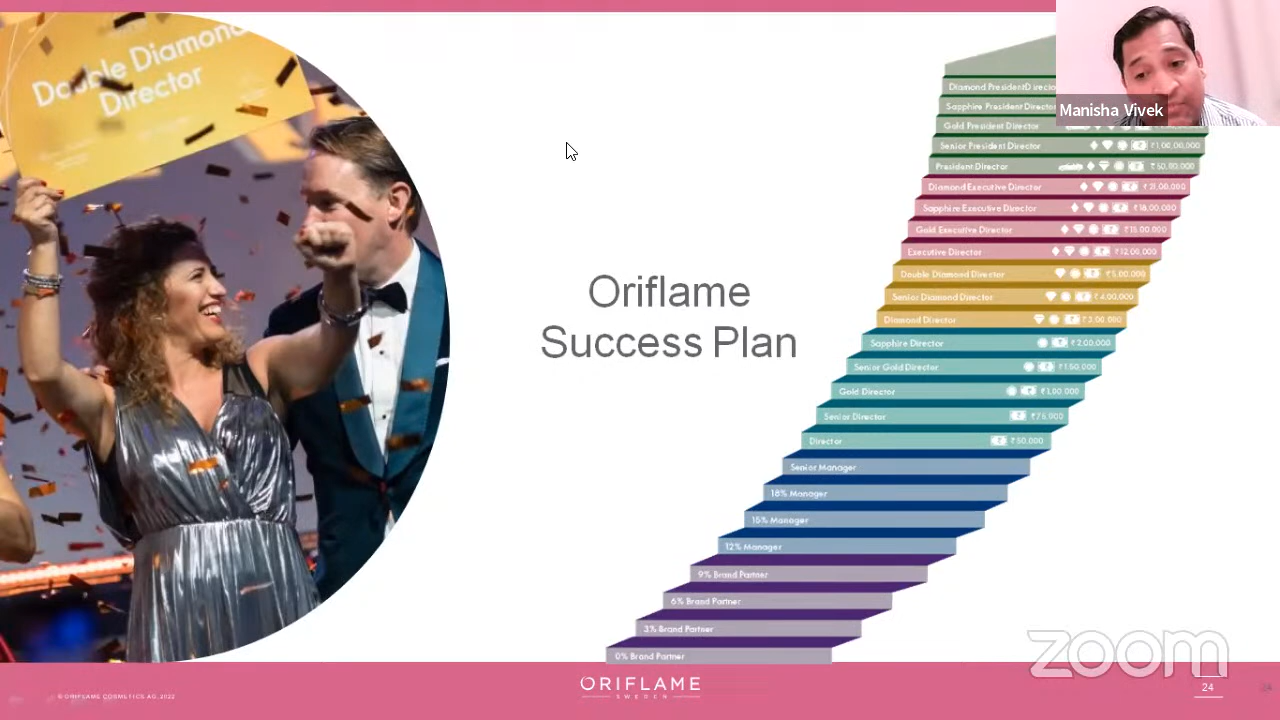 Double Diamond
Director
Oriflame
Success Plan
Manisha Vivek
Diamond President Director
Sapphire President Director
Gold President Director
Senior President Director ₹1,00,00,000
President Director ₹50,00,000
Diamond Executive Director ₹21,00,000
Sapphire Executive Director ₹18,00,000
Gold Executive Director ₹15,00,000
Executive Director ₹12,00,000
Double Diamond Director ₹5,00,000
Senior Diamond Director ₹4,00,000
Diamond Director ₹3,00,000
Sapphire Director ₹2,00,000
Senior Gold Director ₹1,50,000
Gold Director ₹1,00,000
Senior Director ₹75,000
Director ₹50,000
Senior Manager
18% Manager
15% Manager
12% Manager
9% Brand Partner
6% Brand Partner
3% Brand Partner
0% Brand Partner
zoom
© ORIFLAME COSMETICS AG, 2022
ORIFLAME
SWEDEN
24
24